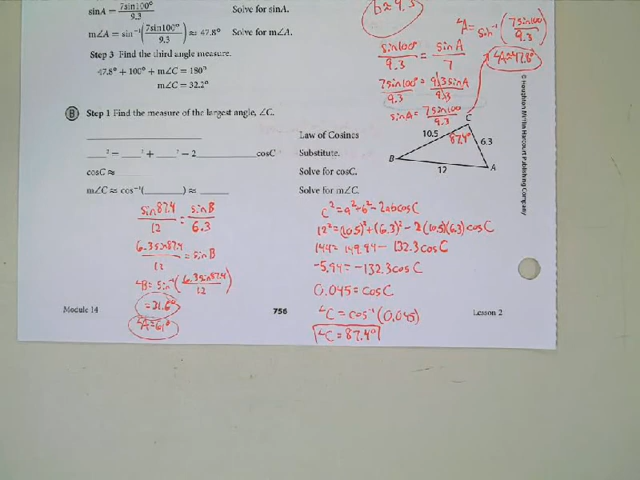 b≈9.3
sinA = 7sin100°/9.3 Solve for sinA.
m∠A = sin⁻¹(7sin100°/9.3) ≈ 47.8° Solve for m∠A.
Step 3 Find the third angle measure.
47.8° + 100° + m∠C = 180°
m∠C = 32.2°
∠A = sin⁻¹(7sin100/9.3)
∠A≈47.8°
sin100°/9.3 = sinA/7
7sin100°/9.3 = 9.3sinA/9.3
sinA = 7sin100°/9.3
© Houghton Mifflin Harcourt Publishing Company
B Step 1 Find the measure of the largest angle, ∠C.
C
10.5
87.4°
6.3
B
12
A
Law of Cosines
___² = ___² + ___² − 2________cosC Substitute.
cosC ≈ Solve for cosC.
m∠C ≈ cos⁻¹(______) ≈ _____ Solve for m∠C.
sin87.4/12 = sinB/6.3
6.3sin87.4/12 = sinB
∠B = sin⁻¹(6.3sin87.4/12)
= 31.6°
∠A=61°
c² = a²+b² - 2abcosC
12² = (10.5)² + (6.3)² - 2(10.5)(6.3)cosC
144 = 149.94 - 132.3cosC
-5.94 = -132.3cosC
0.045 = cosC
∠C = cos⁻¹(0.045)
∠C = 87.4°
Module 14 756 Lesson 2